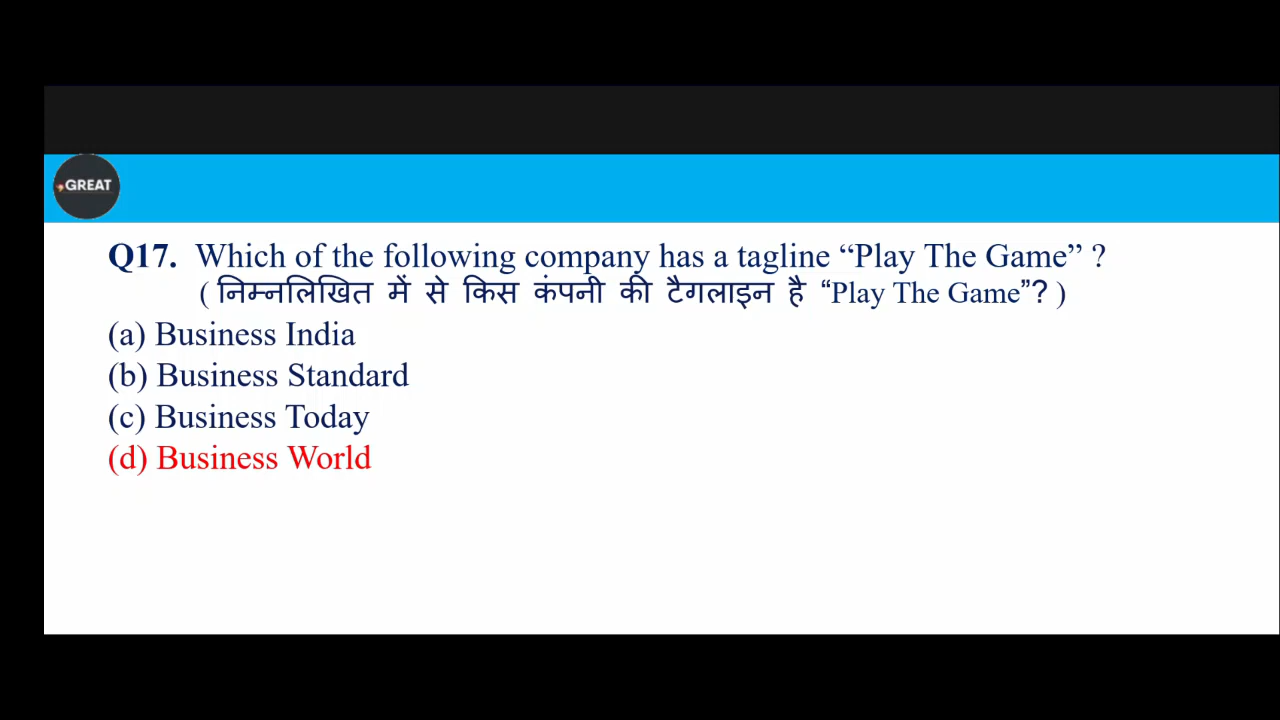 GREAT
Q17. Which of the following company has a tagline “Play The Game” ?
( निम्नलिखित में से किस कंपनी की टैगलाइन है “Play The Game”? )
(a) Business India
(b) Business Standard
(c) Business Today
(d) Business World